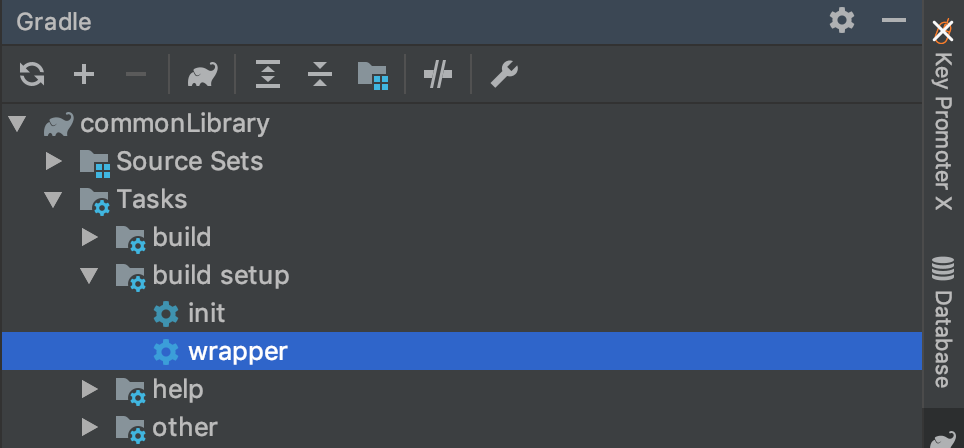 Gradle
commonLibrary
Source Sets
Tasks
build
build setup
init
wrapper
help
other
Key Promoter X
Database